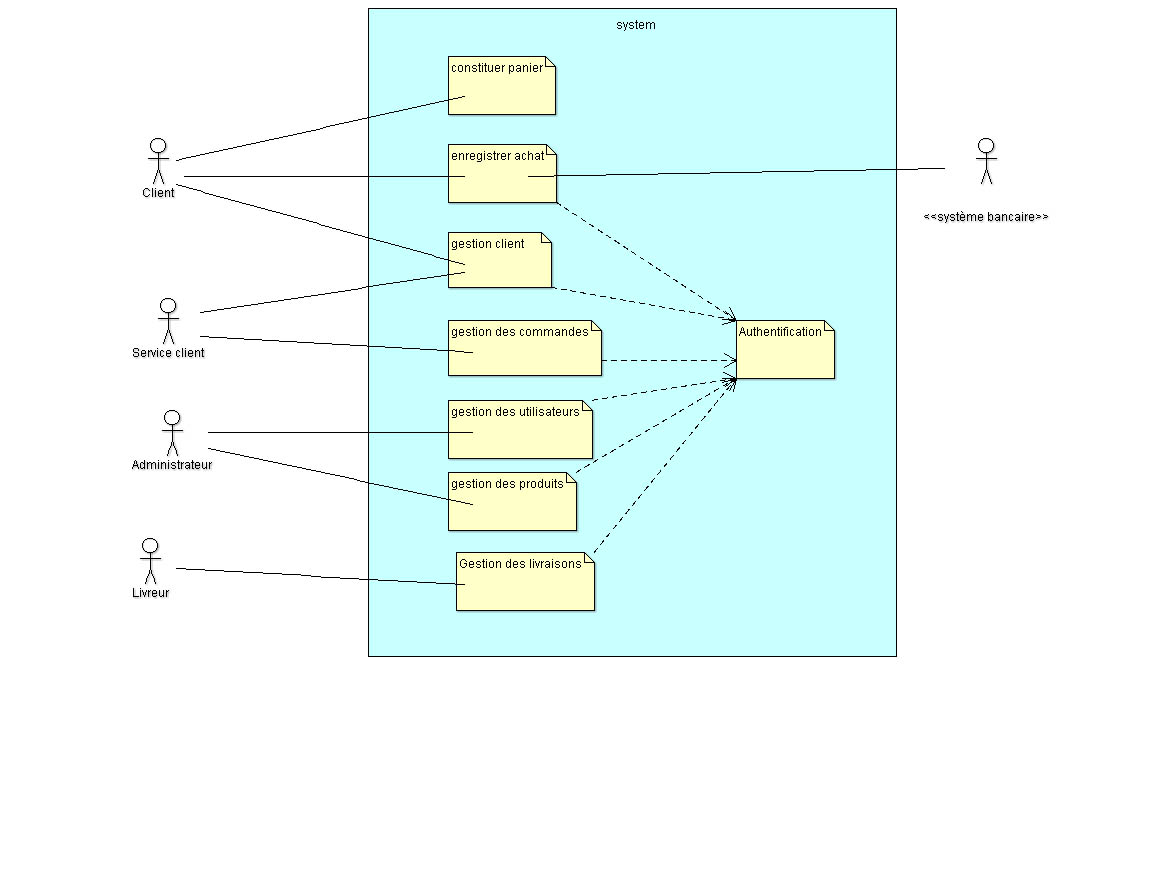 system
constituer panier
enregistrer achat
Client
<<système bancaire>>
gestion client
gestion des commandes
Authentification
Service client
gestion des utilisateurs
Administrateur
gestion des produits
Gestion des livraisons
Livreur